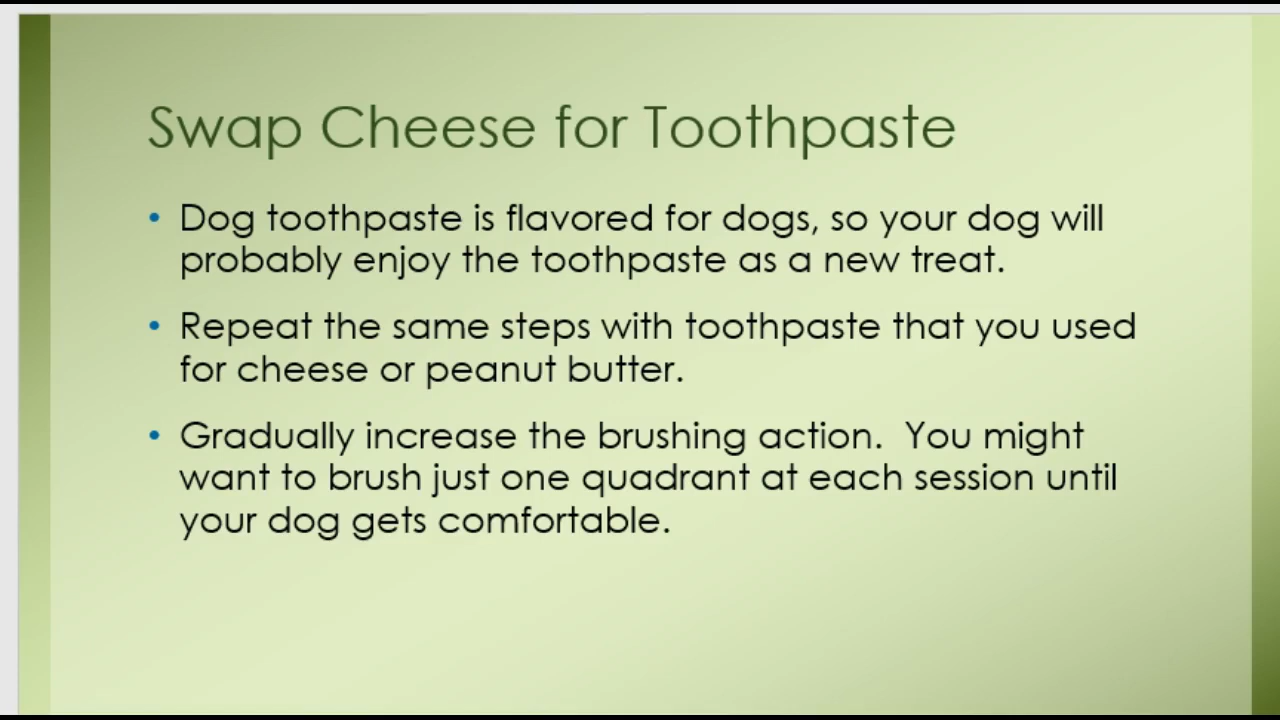 Swap Cheese for Toothpaste
• Dog toothpaste is flavored for dogs, so your dog will
probably enjoy the toothpaste as a new treat.
• Repeat the same steps with toothpaste that you used
for cheese or peanut butter.
• Gradually increase the brushing action.  You might
want to brush just one quadrant at each session until
your dog gets comfortable.